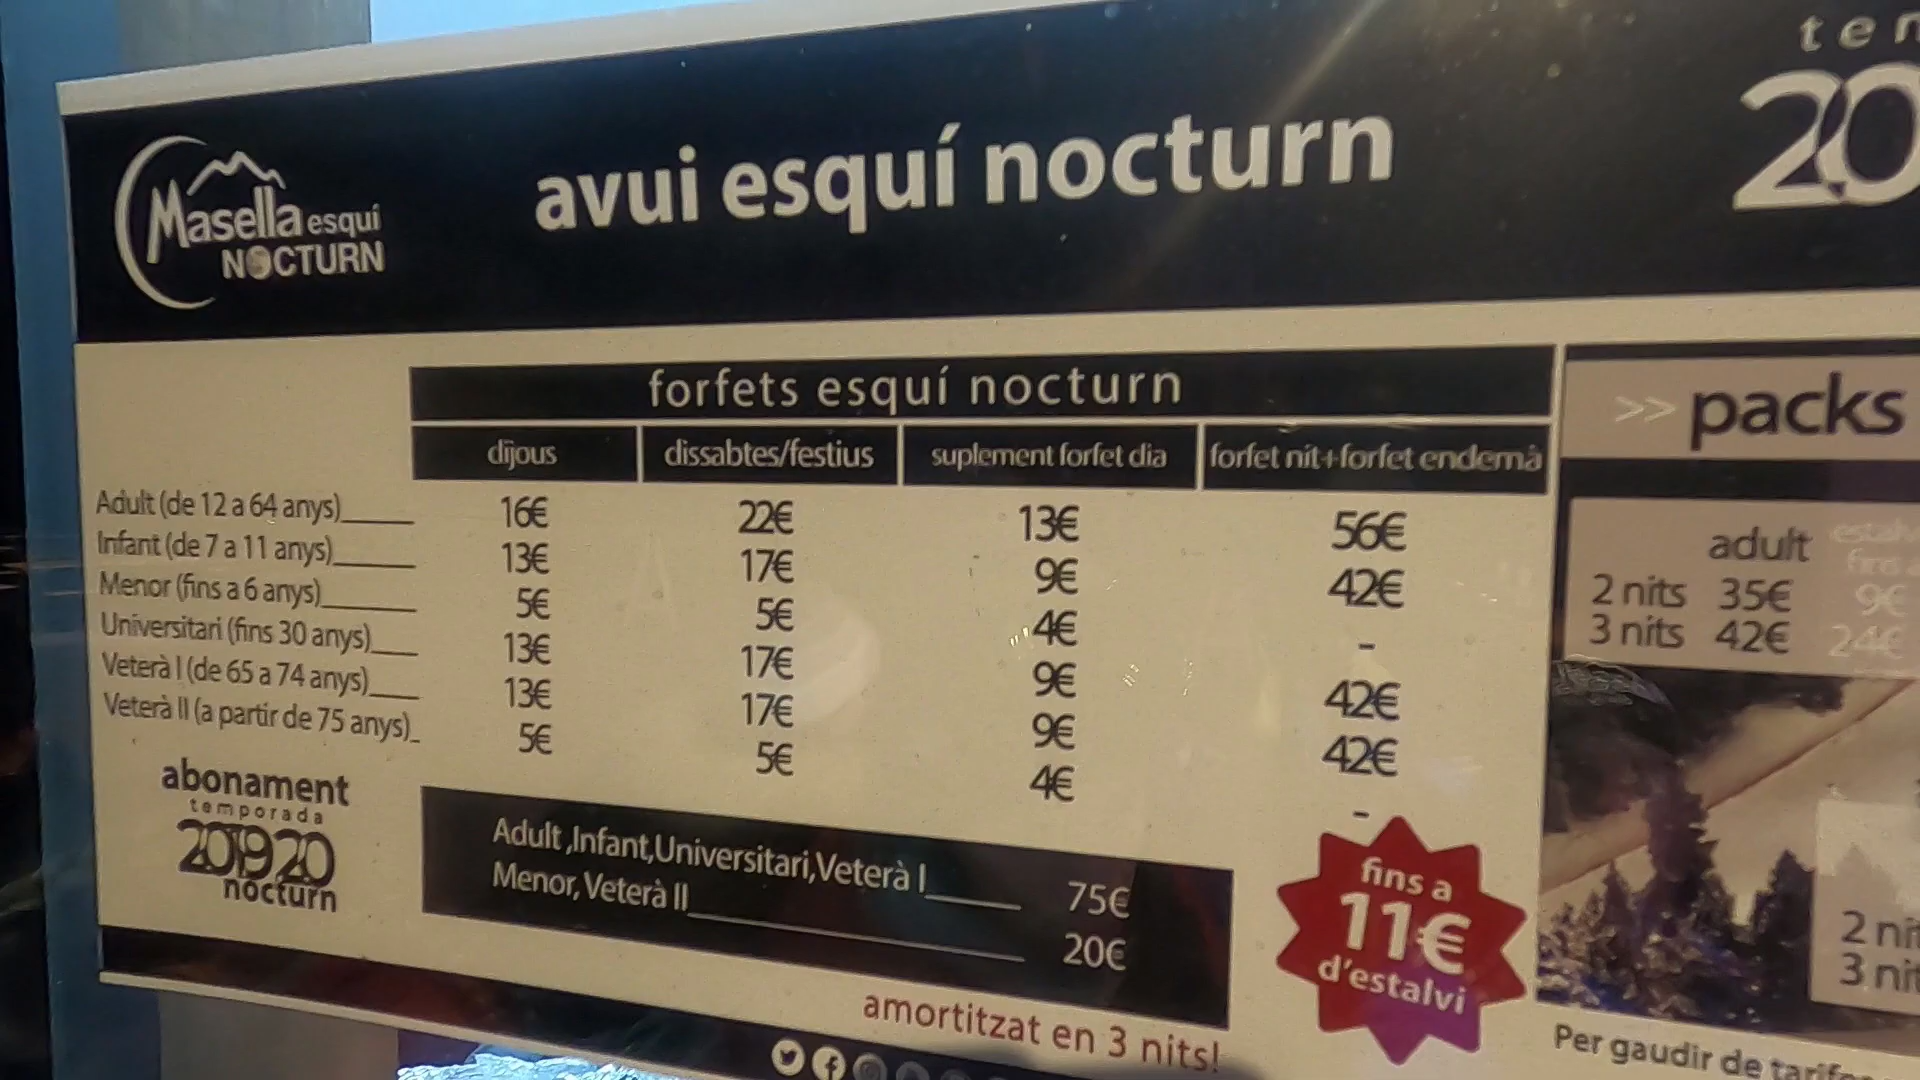 Masella esquí
NOCTURN
avui esquí nocturn
20
forfets esquí nocturn
dijous dissabtes/festius suplement forfet dia forfet nit+forfet endemà
Adult (de 12 a 64 anys) 16€ 22€ 13€ 56€
Infant (de 7 a 11 anys) 13€ 17€ 9€ 42€
Menor (fins a 6 anys) 5€ 5€ 4€ -
Universitari (fins 30 anys) 13€ 17€ 9€ 42€
Veterà I (de 65 a 74 anys) 13€ 17€ 9€ 42€
Veterà II (a partir de 75 anys) 5€ 5€ 4€ -
abonament
temporada
201920
nocturn
Adult,Infant,Universitari,Veterà I 75€
Menor, Veterà II 20€
amortitzat en 3 nits!
fins a
11€
d'estalvi
>> packs
adult
2 nits 35€ 9€
3 nits 42€ 24€
2
3
Per gaudir de